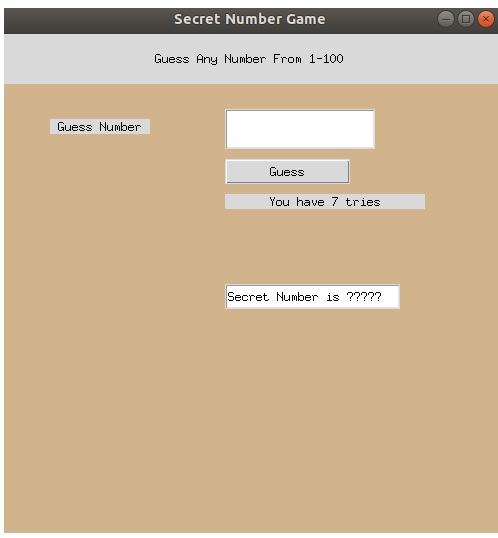 Secret Number Game
Guess Any Number From 1-100
Guess Number
Guess
You have 7 tries
Secret Number is ?????